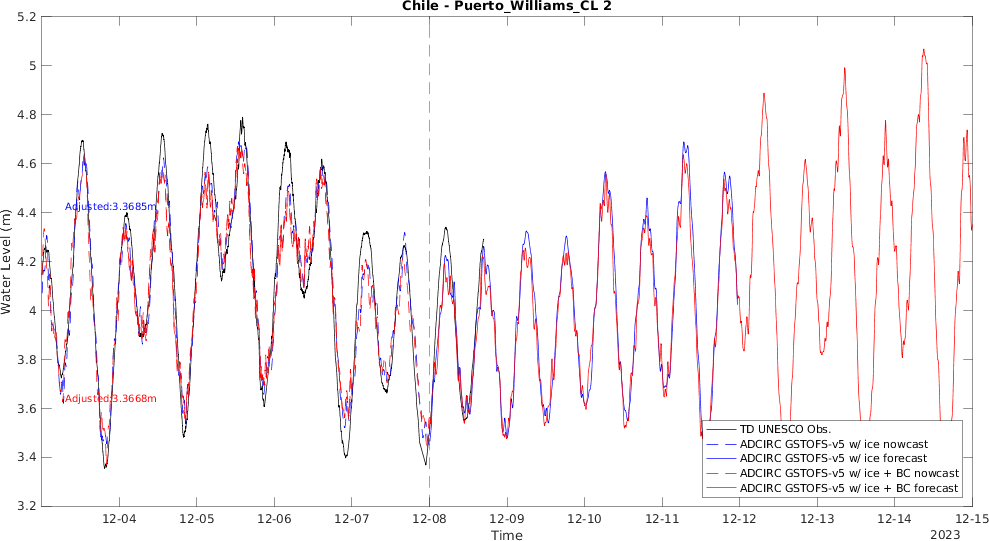 Chile - Puerto_Williams_CL 2
5.2
5
4.8
4.6
4.4
4.2
4
3.8
3.6
3.4
3.2
Water Level (m)
Adjusted:3.3685m
Adjusted:3.3668m
TD UNESCO Obs.
ADCIRC GSTOFS-v5 w/ ice nowcast
ADCIRC GSTOFS-v5 w/ ice forecast
ADCIRC GSTOFS-v5 w/ ice + BC nowcast
ADCIRC GSTOFS-v5 w/ ice + BC forecast
12-04 12-05 12-06 12-07 12-08 12-09 12-10 12-11 12-12 12-13 12-14 12-15
Time
2023